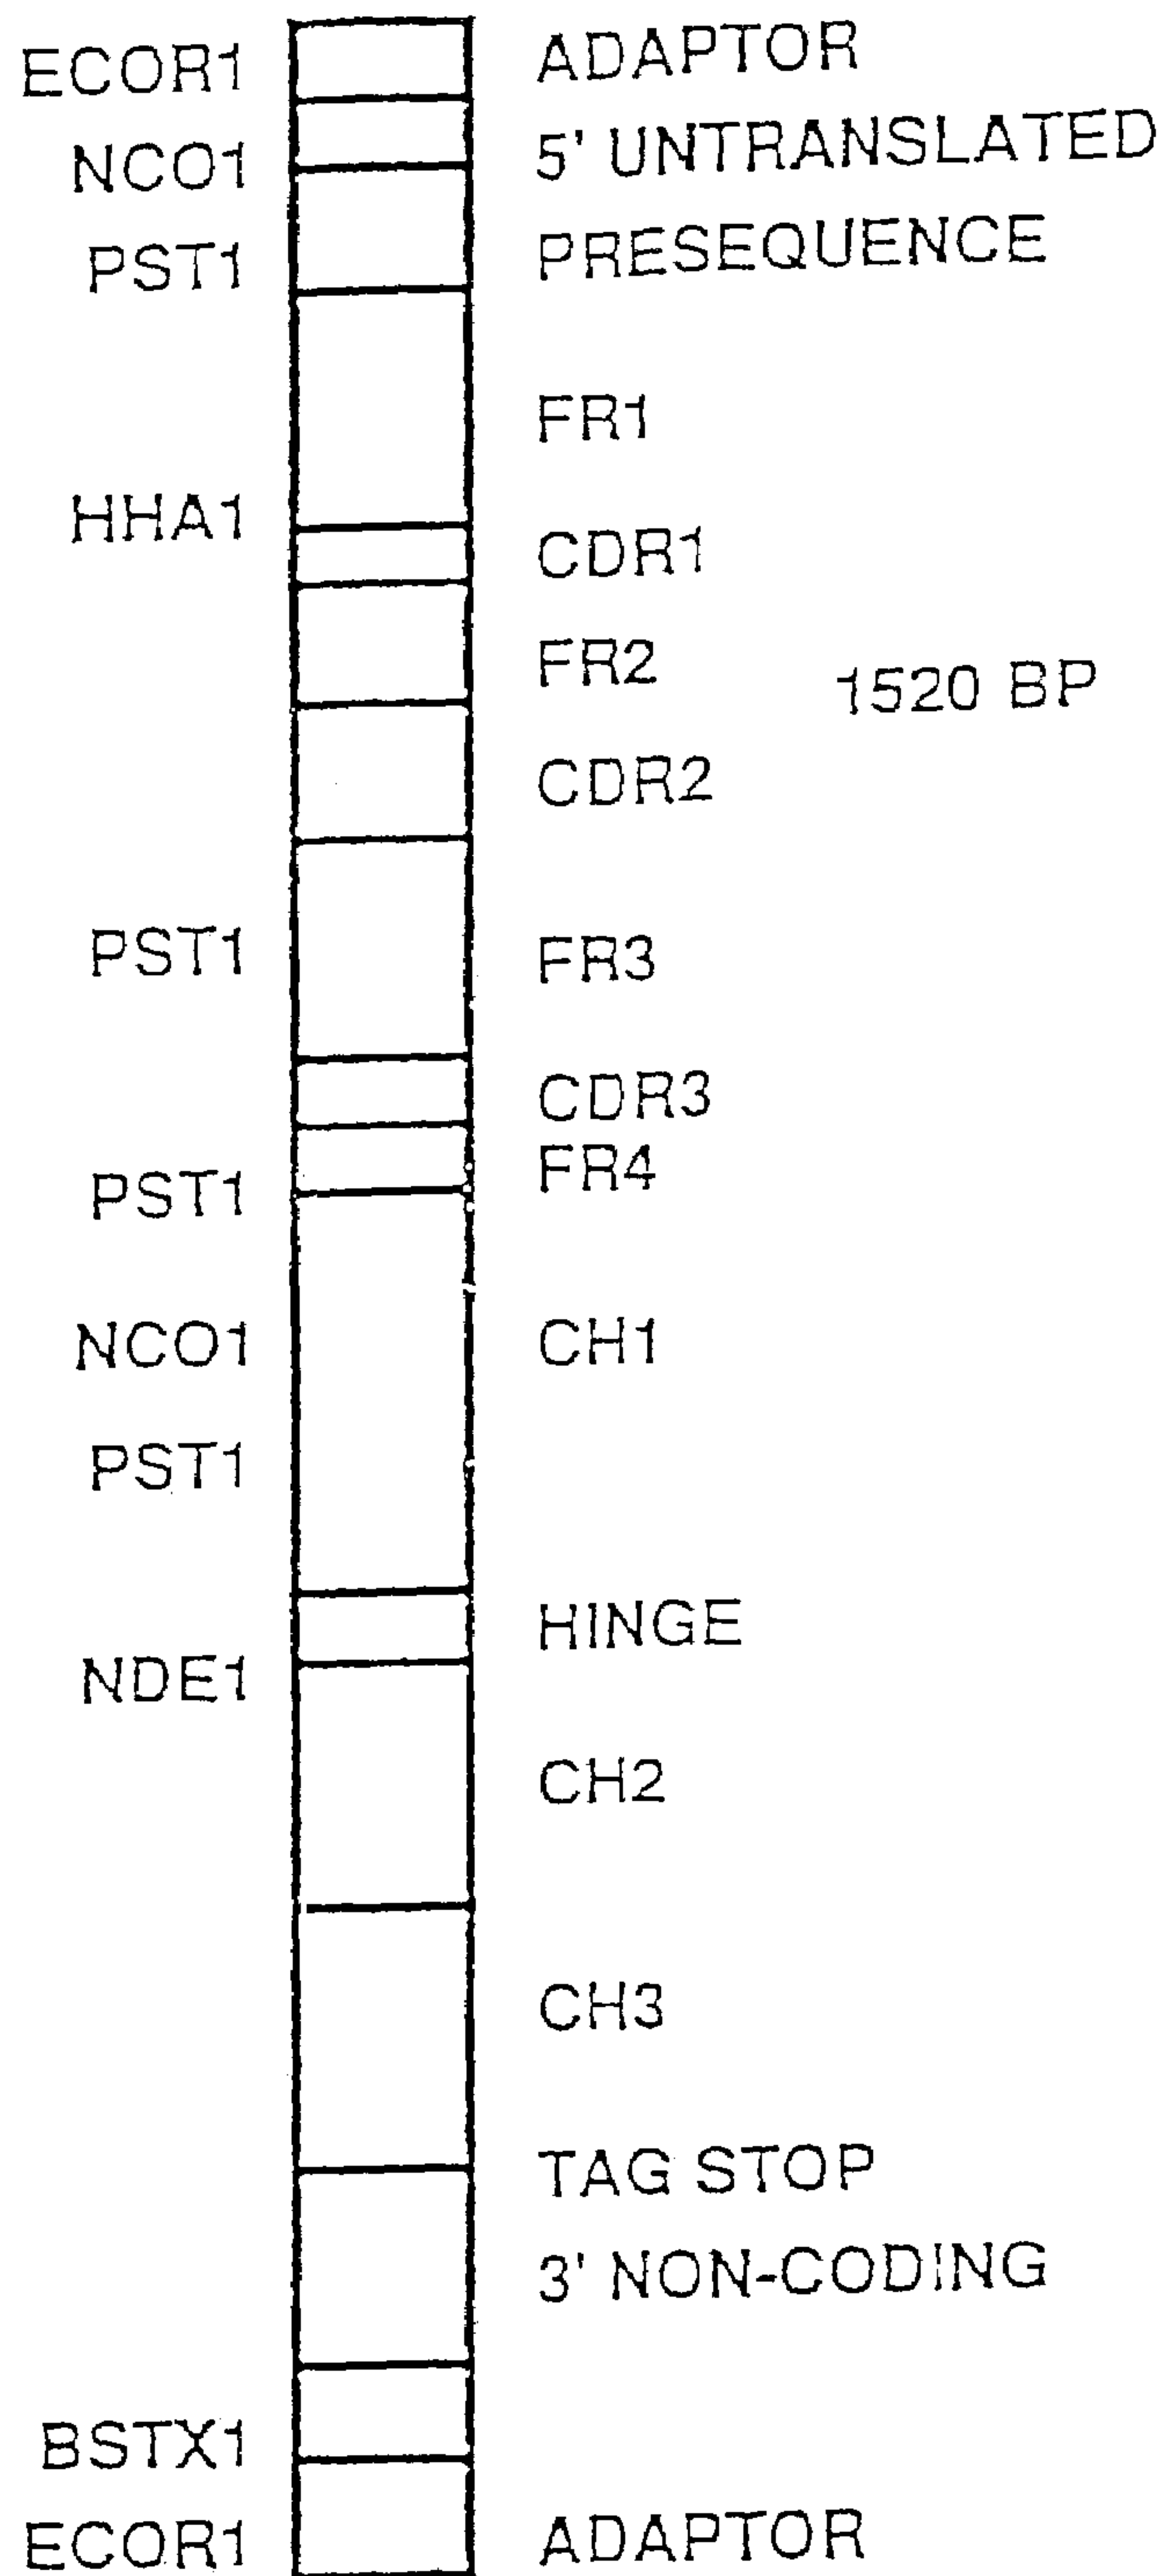 ECOR1 ADAPTOR
NCO1 5' UNTRANSLATED
PST1 PRESEQUENCE
FR1
HHA1 CDR1
FR2 1520 BP
CDR2
PST1 FR3
CDR3
PST1 FR4
NCO1 CH1
PST1
HINGE
NDE1
CH2
CH3
TAG STOP
3' NON-CODING
BSTX1
ECOR1 ADAPTOR